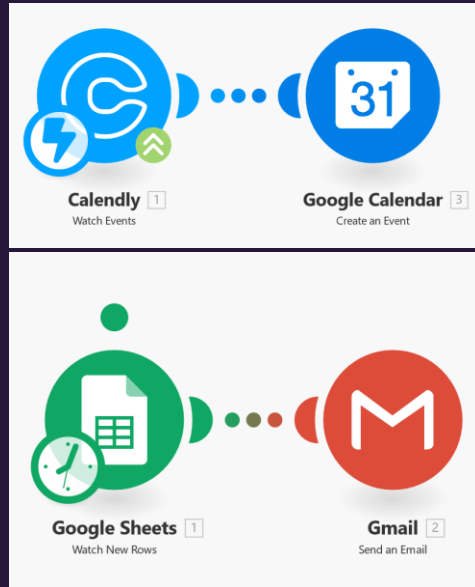 31
Calendly 1
Google Calendar 3
Watch Events
Create an Event
Google Sheets 1
Gmail 2
Watch New Rows
Send an Email